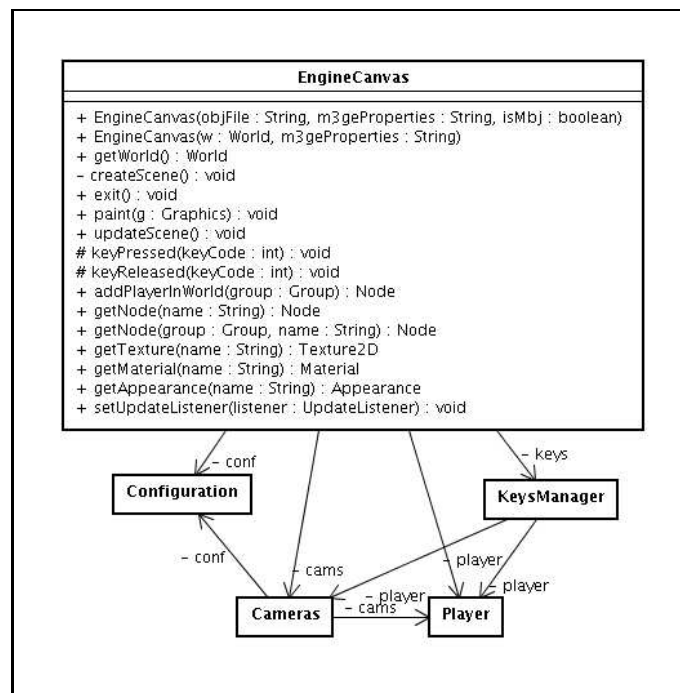 EngineCanvas
+ EngineCanvas(objFile : String, m3geProperties : String, isMbj : boolean)
+ EngineCanvas(w : World, m3geProperties : String)
+ getWorld() : World
- createScene() : void
+ exit() : void
+ paint(g : Graphics) : void
+ updateScene() : void
# keyPressed(keyCode : int) : void
# keyReleased(keyCode : int) : void
+ addPlayerInWorld(group : Group) : Node
+ getNode(name : String) : Node
+ getNode(group : Group, name : String) : Node
+ getTexture(name : String) : Texture2D
+ getMaterial(name : String) : Material
+ getAppearance(name : String) : Appearance
+ setUpdateListener(listener : UpdateListener) : void
- conf
- keys
Configuration
KeysManager
- conf
- player
- cams
- player
- player
- cams
Cameras
Player